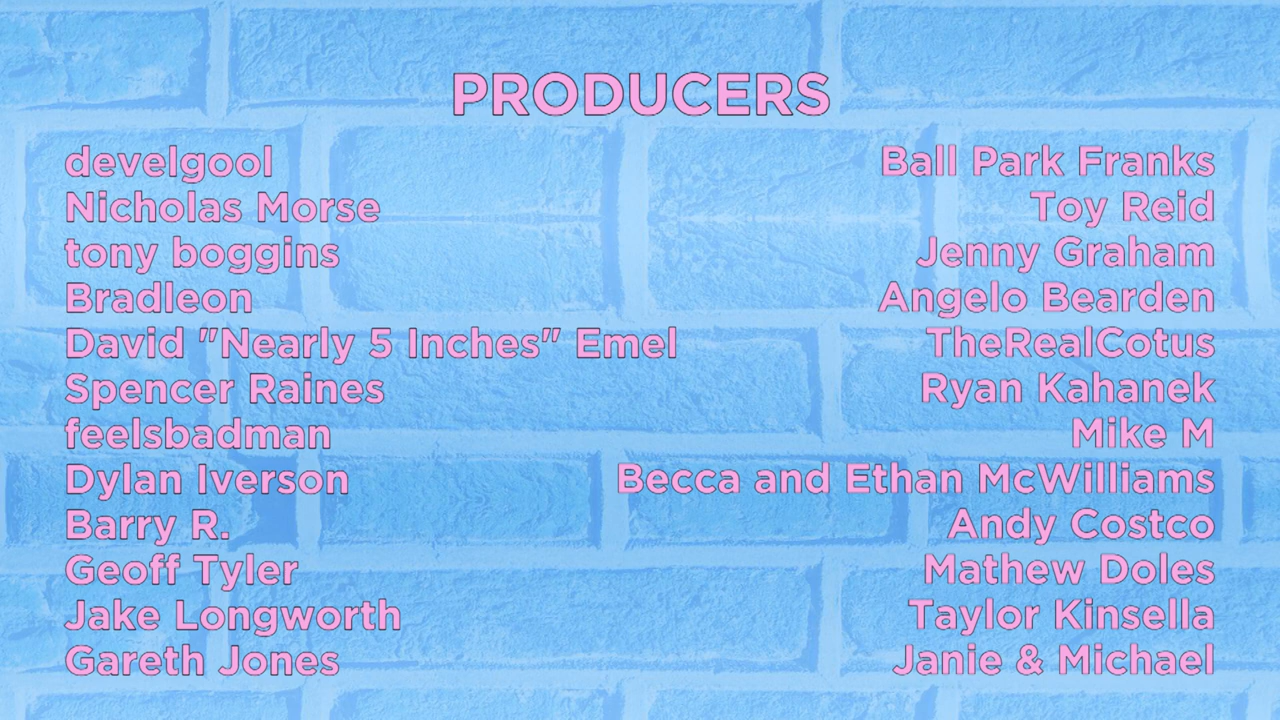 PRODUCERS
develgool
Nicholas Morse
tony boggins
Bradleon
David "Nearly 5 Inches" Emel
Spencer Raines
feelsbadman
Dylan Iverson
Barry R.
Geoff Tyler
Jake Longworth
Gareth Jones
Ball Park Franks
Toy Reid
Jenny Graham
Angelo Bearden
TheRealCotus
Ryan Kahanek
Mike M
Becca and Ethan McWilliams
Andy Costco
Mathew Doles
Taylor Kinsella
Janie & Michael